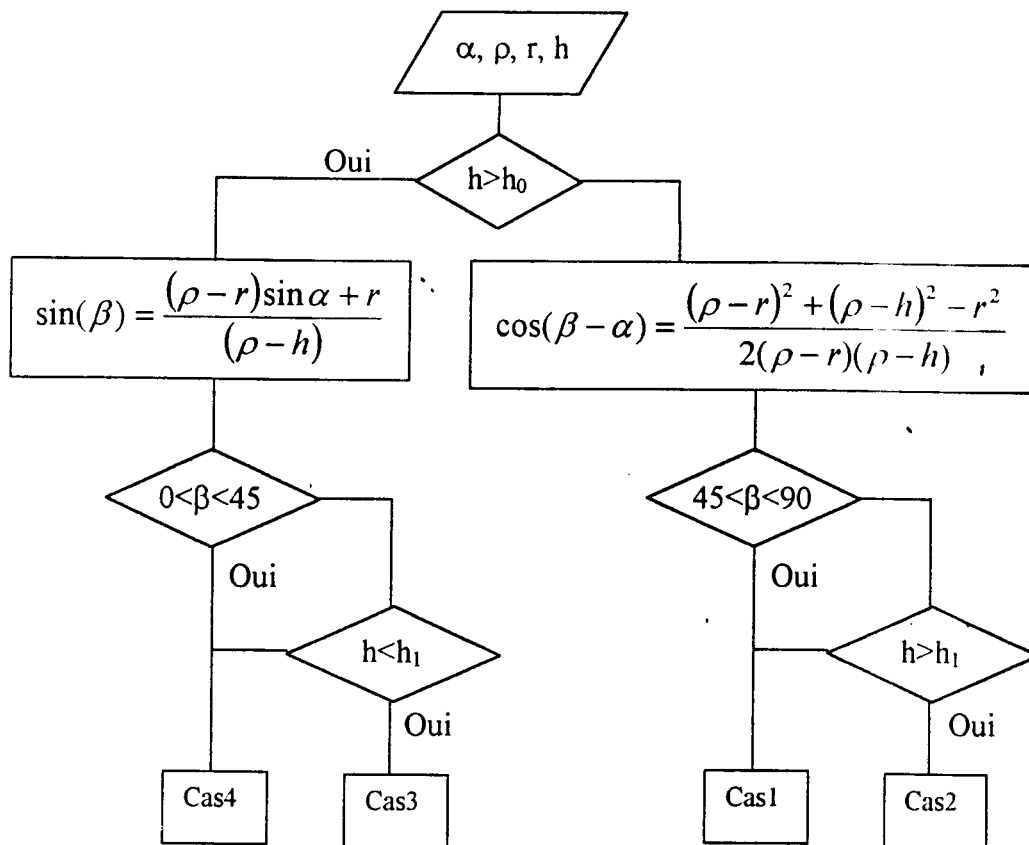 α, ρ, r, h
Oui
h>h₀
sin(β) = ((ρ − r) sin α + r) / (ρ − h)
cos(β − α) = ((ρ − r)² + (ρ − h)² − r²) / (2(ρ − r)(ρ − h))
0<β<45
45<β<90
Oui
Oui
h<h₁
h>h₁
Oui
Oui
Cas4
Cas3
Cas1
Cas2